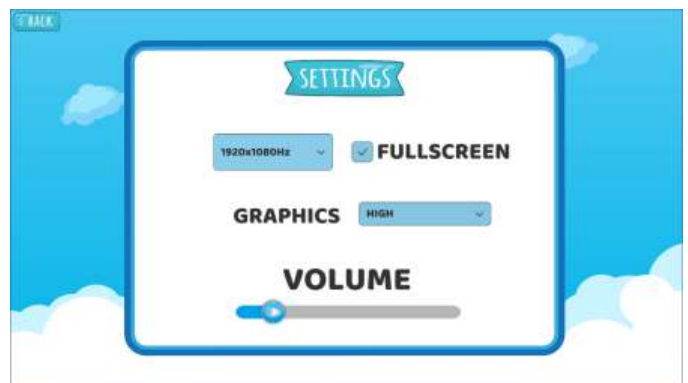 BACK
SETTINGS
1920x1080Hz
FULLSCREEN
GRAPHICS
HIGH
VOLUME